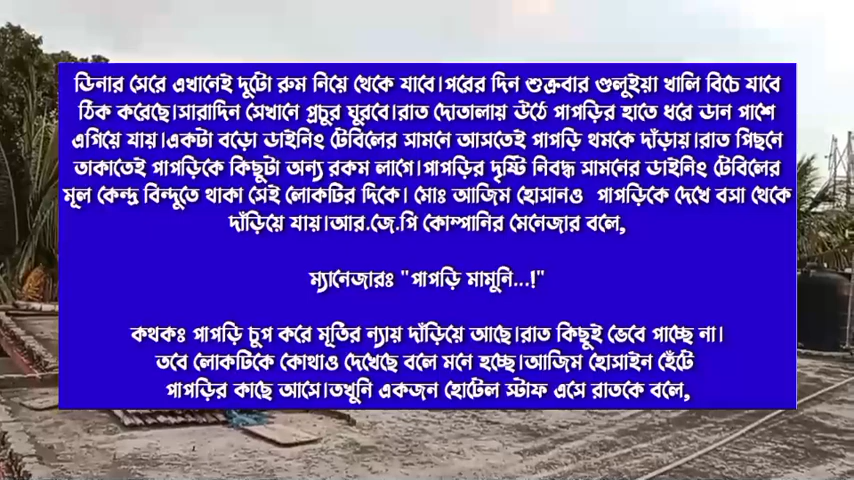 ডিনার সেরে এখানেই দুটো রুম নিয়ে থেকে যাবে।পরের দিন শুক্রবার গুলুইয়া খালি বিচে যাবে
ঠিক করেছে।সারাদিন সেখানে প্রচুর ঘুরবে।রাত দোতালায় উঠে পাপড়ির হাতে ধরে ডান পাশে
এগিয়ে যায়।একটা বড়ো ডাইনিং টেবিলের সামনে আসতেই পাপড়ি থমকে দাঁড়ায়।রাত পিছনে
তাকাতেই পাপড়িকে কিছুটা অন্য রকম লাগে।পাপড়ির দৃষ্টি নিবদ্ধ সামনের ডাইনিং টেবিলের
মূল কেন্দ্র বিন্দুতে থাকা সেই লোকটির দিকে। মোঃ আজিম হোসানও পাপড়িকে দেখে বসা থেকে
দাঁড়িয়ে যায়।আর.জে.পি কোম্পানির মেনেজার বলে,
ম্যানেজারঃ "পাপড়ি মামুনি...!"
কথকঃ পাপড়ি চুপ করে মূর্তির ন্যায় দাঁড়িয়ে আছে।রাত কিছুই ভেবে পাচ্ছে না।
তবে লোকটিকে কোথাও দেখেছে বলে মনে হচ্ছে।আজিম হোসাইন হেঁটে
পাপড়ির কাছে আসে।তখুনি একজন হোটেল স্টাফ এসে রাতকে বলে,